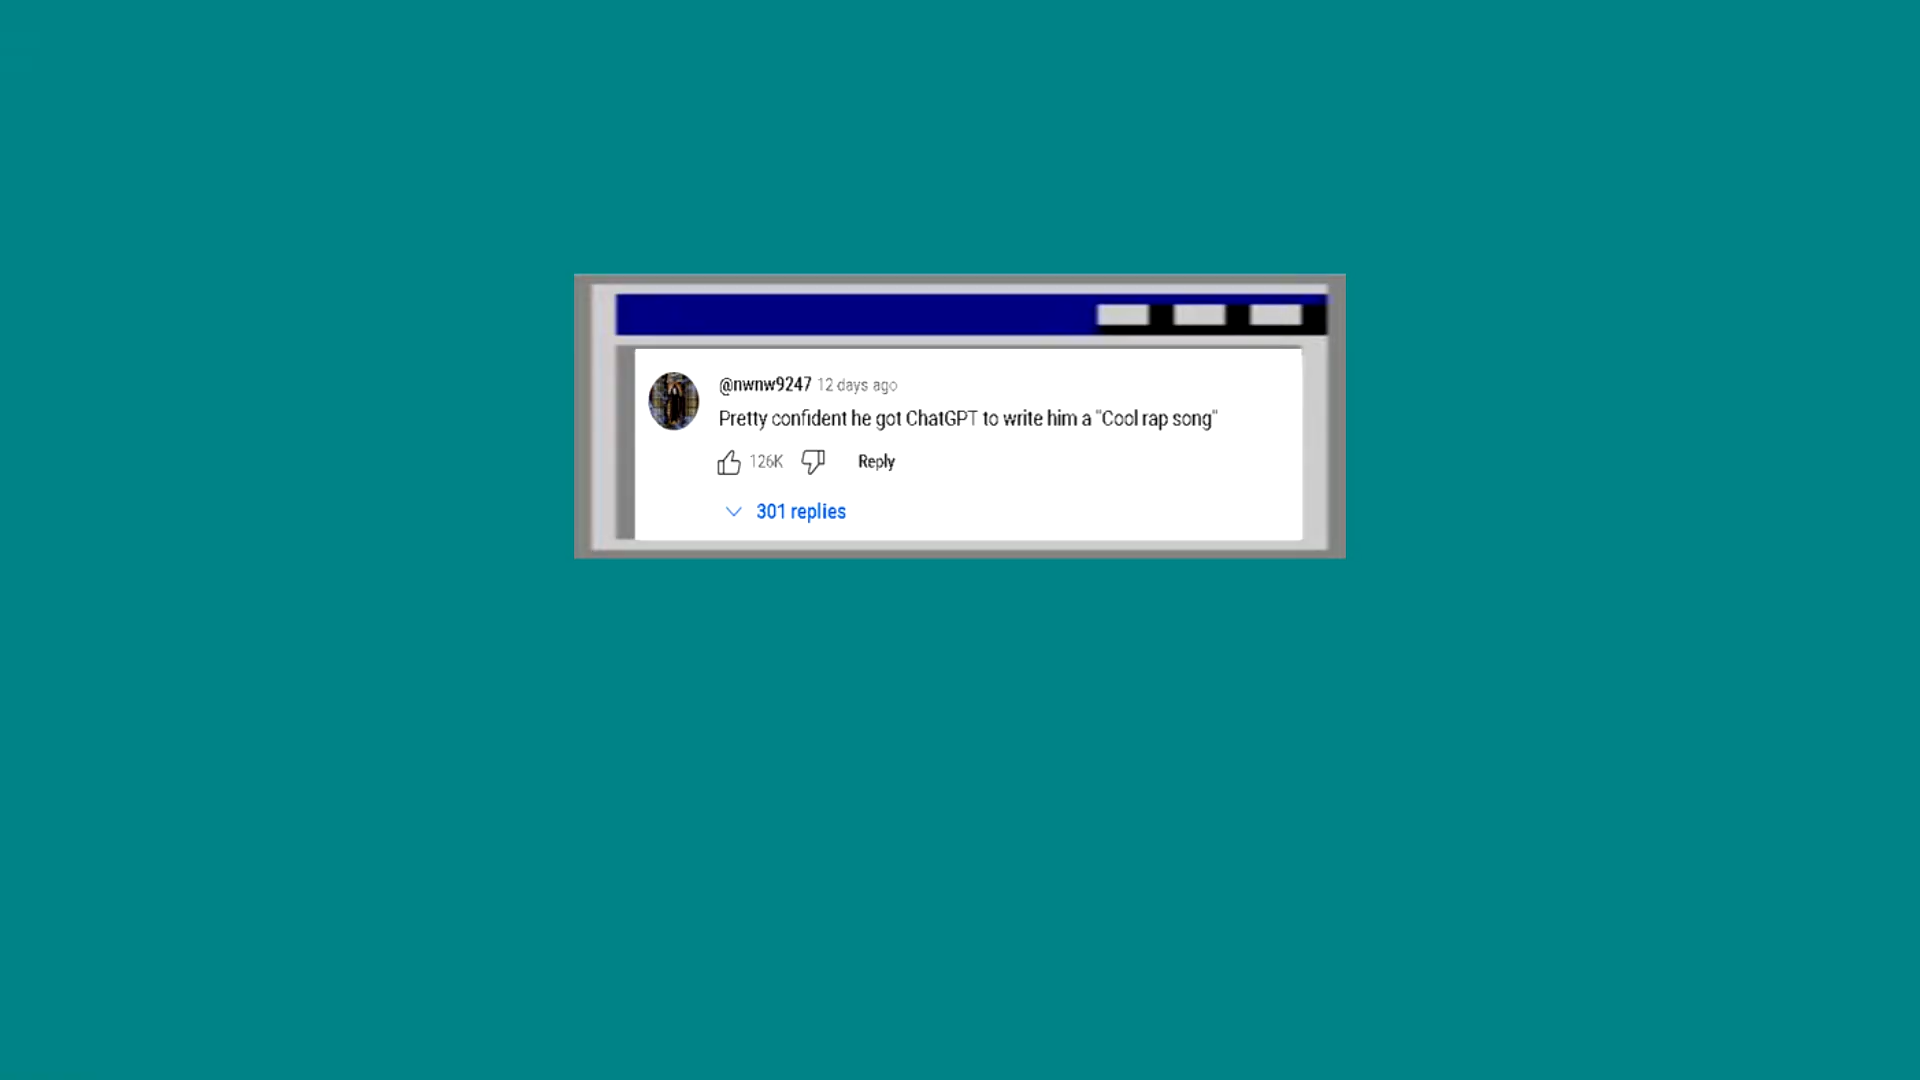 @nwnw9247 12 days ago
Pretty confident he got ChatGPT to write him a "Cool rap song"
126K Reply
301 replies